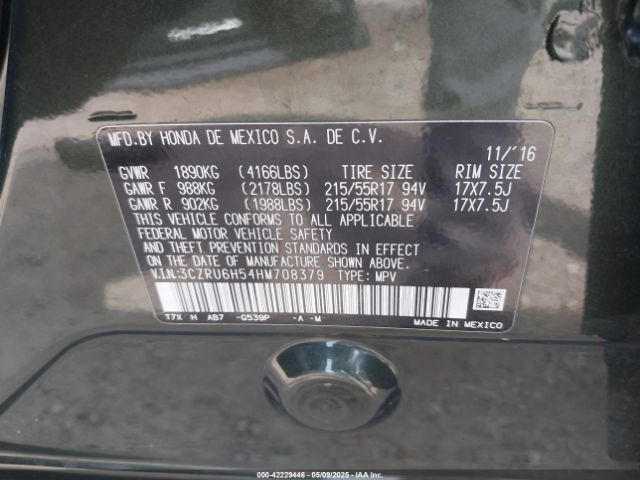 MFD.BY HONDA DE MEXICO S.A. DE C.V.
11/'16
GVWR 1890KG (4166LBS) TIRE SIZE RIM SIZE
GAWR F 988KG (2178LBS) 215/55R17 94V 17X7.5J
GAWR R 902KG (1988LBS) 215/55R17 94V 17X7.5J
THIS VEHICLE CONFORMS TO ALL APPLICABLE
FEDERAL MOTOR VEHICLE SAFETY
AND THEFT PREVENTION STANDARDS IN EFFECT
ON THE DATE OF MANUFACTURE SHOWN ABOVE.
V.I.N.:3CZRU6H54HM708379 TYPE: MPV
T7X H AB7 -G539P -A -M
MADE IN MEXICO
000-42229446 - 05/09/2025 - IAA Inc.